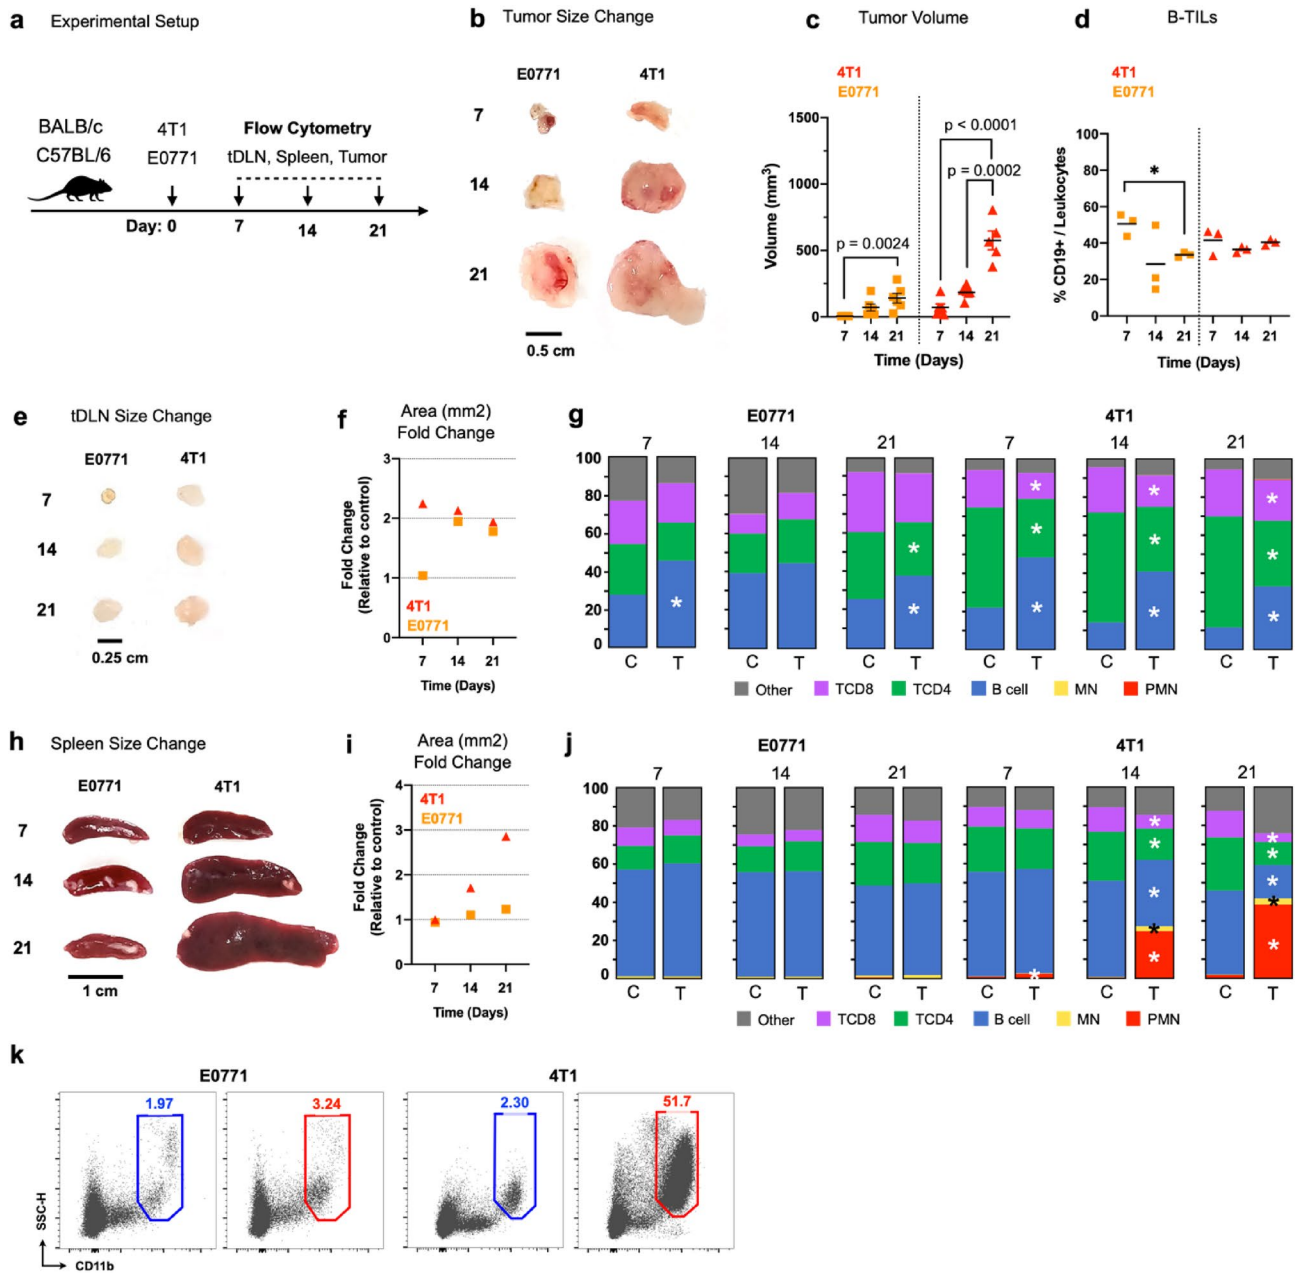 a Experimental Setup
BALB/c
C57BL/6
4T1
E0771
Flow Cytometry
tDLN, Spleen, Tumor
Day: 0 7 14 21
b Tumor Size Change
E0771 4T1
7
14
21
0.5 cm
c Tumor Volume
4T1
E0771
1500
1000
500
0
Volume (mm³)
p = 0.0024
p < 0.0001
p = 0.0002
7 14 21 7 14 21
Time (Days)
d B-TILs
4T1
E0771
100
80
60
40
20
0
% CD19+ / Leukocytes
*
7 14 21 7 14 21
Time (Days)
e tDLN Size Change
E0771 4T1
7
14
21
0.25 cm
f Area (mm2)
Fold Change
3
2
1
0
Fold Change
(Relative to control)
4T1
E0771
7 14 21
Time (Days)
g E0771 4T1
7 14 21 7 14 21
100
80
60
40
20
0
* * * * * * * * * * * *
C T C T C T C T C T C T
Other TCD8 TCD4 B cell MN PMN
h Spleen Size Change
E0771 4T1
7
14
21
1 cm
i Area (mm2)
Fold Change
4
3
2
1
0
Fold Change
(Relative to control)
4T1
E0771
7 14 21
Time (Days)
j E0771 4T1
7 14 21 7 14 21
100
80
60
40
20
0
* * * * * * * * * * *
C T C T C T C T C T C T
Other TCD8 TCD4 B cell MN PMN
k E0771 4T1
1.97 3.24 2.30 51.7
SSC-H
CD11b